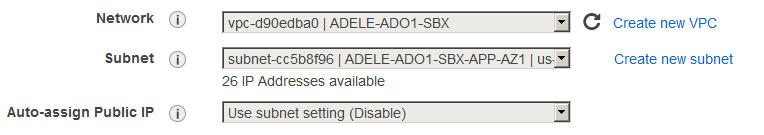 Network i vpc-d90edba0 | ADELE-ADO1-SBX Create new VPC
Subnet i subnet-cc5b8f96 | ADELE-ADO1-SBX-APP-AZ1 | us- Create new subnet
26 IP Addresses available
Auto-assign Public IP i Use subnet setting (Disable)